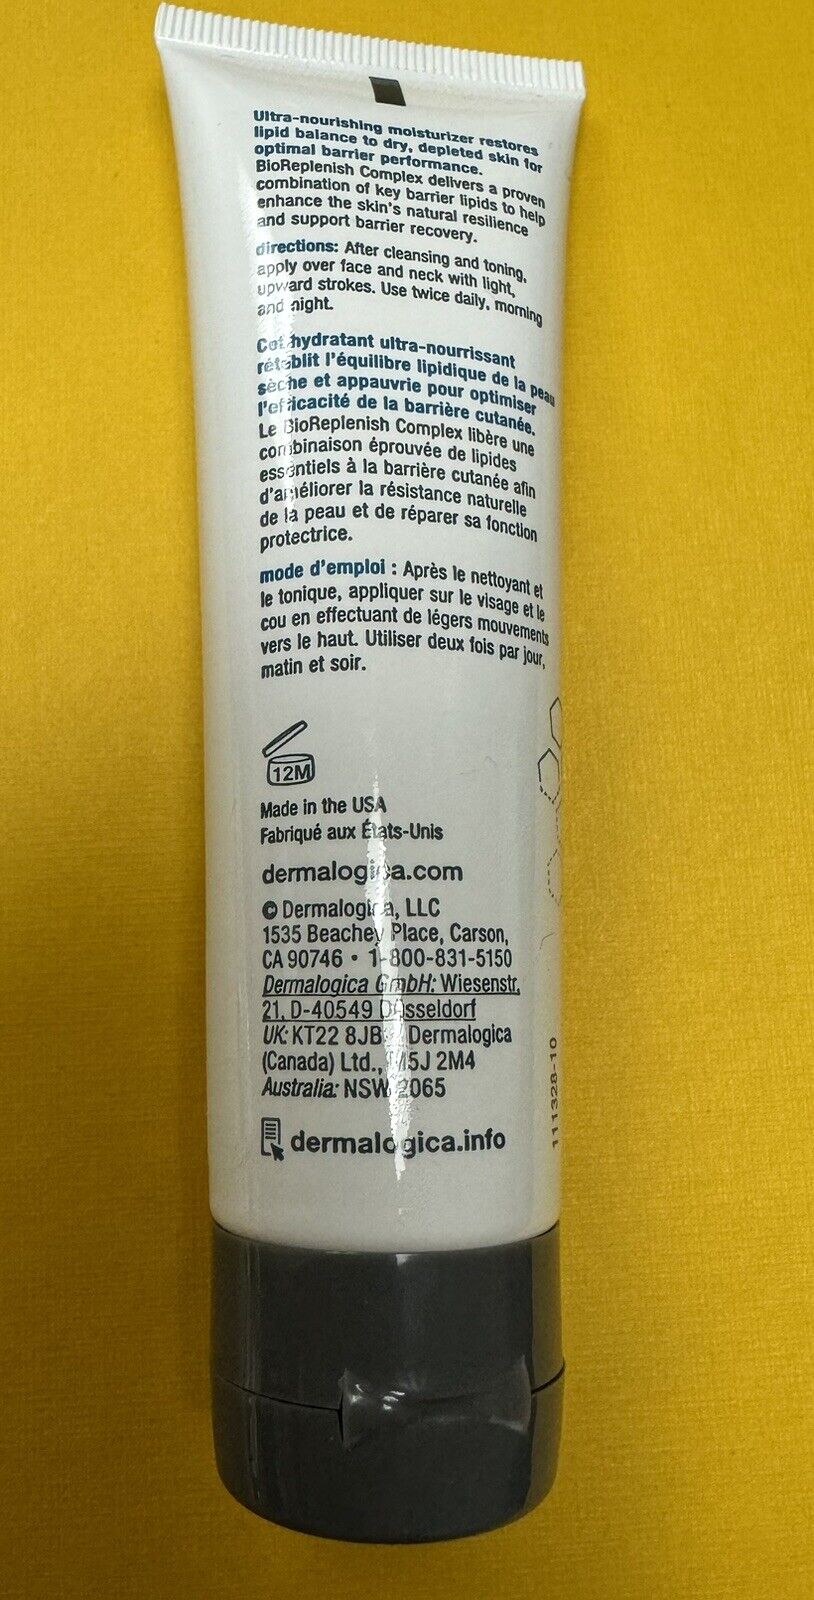 Ultra-nourishing moisturizer restores
lipid balance to dry, depleted skin for
optimal barrier performance.
BioReplenish Complex delivers a proven
combination of key barrier lipids to help
enhance the skin's natural resilience
and support barrier recovery.
directions: After cleansing and toning,
apply over face and neck with light,
upward strokes. Use twice daily, morning
and night.
Cet hydratant ultra-nourrissant
rétablit l'équilibre lipidique de la peau
sèche et appauvrie pour optimiser
l'efficacité de la barrière cutanée.
Le BioReplenish Complex libère une
combinaison éprouvée de lipides
essentiels à la barrière cutanée afin
d'améliorer la résistance naturelle
de la peau et de réparer sa fonction
protectrice.
mode d'emploi : Après le nettoyant et
le tonique, appliquer sur le visage et le
cou en effectuant de légers mouvements
vers le haut. Utiliser deux fois par jour,
matin et soir.
12M
Made in the USA
Fabriqué aux États-Unis
dermalogica.com
© Dermalogica, LLC
1535 Beachey Place, Carson,
CA 90746 • 1-800-831-5150
Dermalogica GmbH: Wiesenstr.
21, D-40549 Düsseldorf
UK: KT22 8JB • Dermalogica
(Canada) Ltd., M5J 2M4
Australia: NSW 2065
dermalogica.info
111328-10